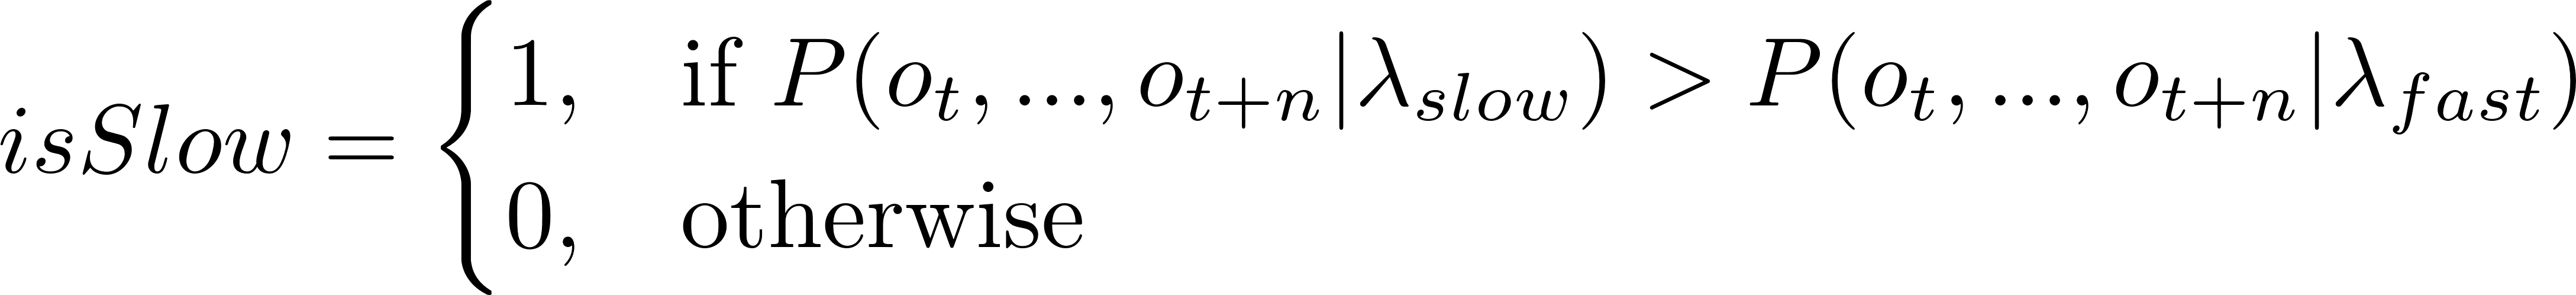 isSlow = { 1, if P(o_t, ..., o_{t+n}|λ_{slow}) > P(o_t, ..., o_{t+n}|λ_{fast})
0, otherwise